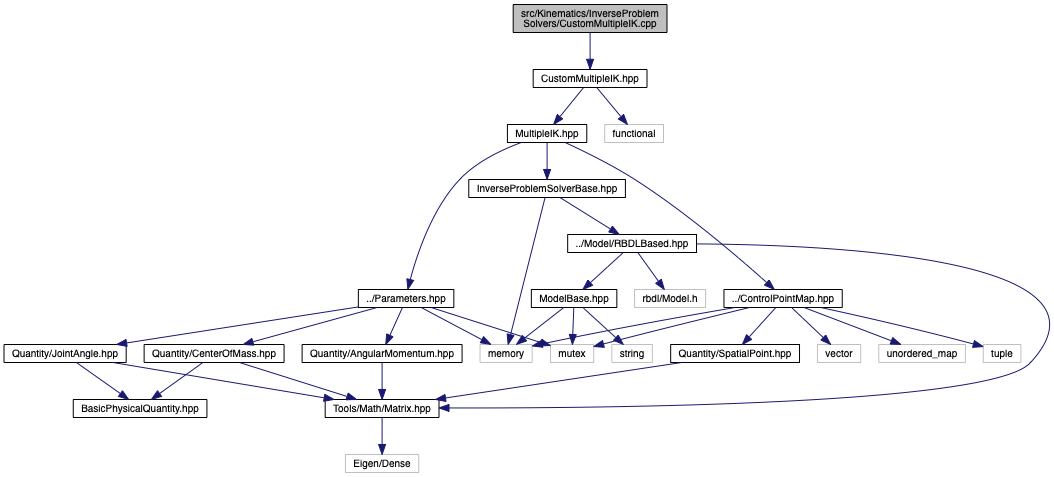 src/Kinematics/InverseProblem
Solvers/CustomMultipleIK.cpp
CustomMultipleIK.hpp
MultipleIK.hpp
functional
InverseProblemSolverBase.hpp
../Model/RBDLBased.hpp
../Parameters.hpp
ModelBase.hpp
rbdl/Model.h
../ControlPointMap.hpp
Quantity/JointAngle.hpp
Quantity/CenterOfMass.hpp
Quantity/AngularMomentum.hpp
memory
mutex
string
Quantity/SpatialPoint.hpp
vector
unordered_map
tuple
BasicPhysicalQuantity.hpp
Tools/Math/Matrix.hpp
Eigen/Dense